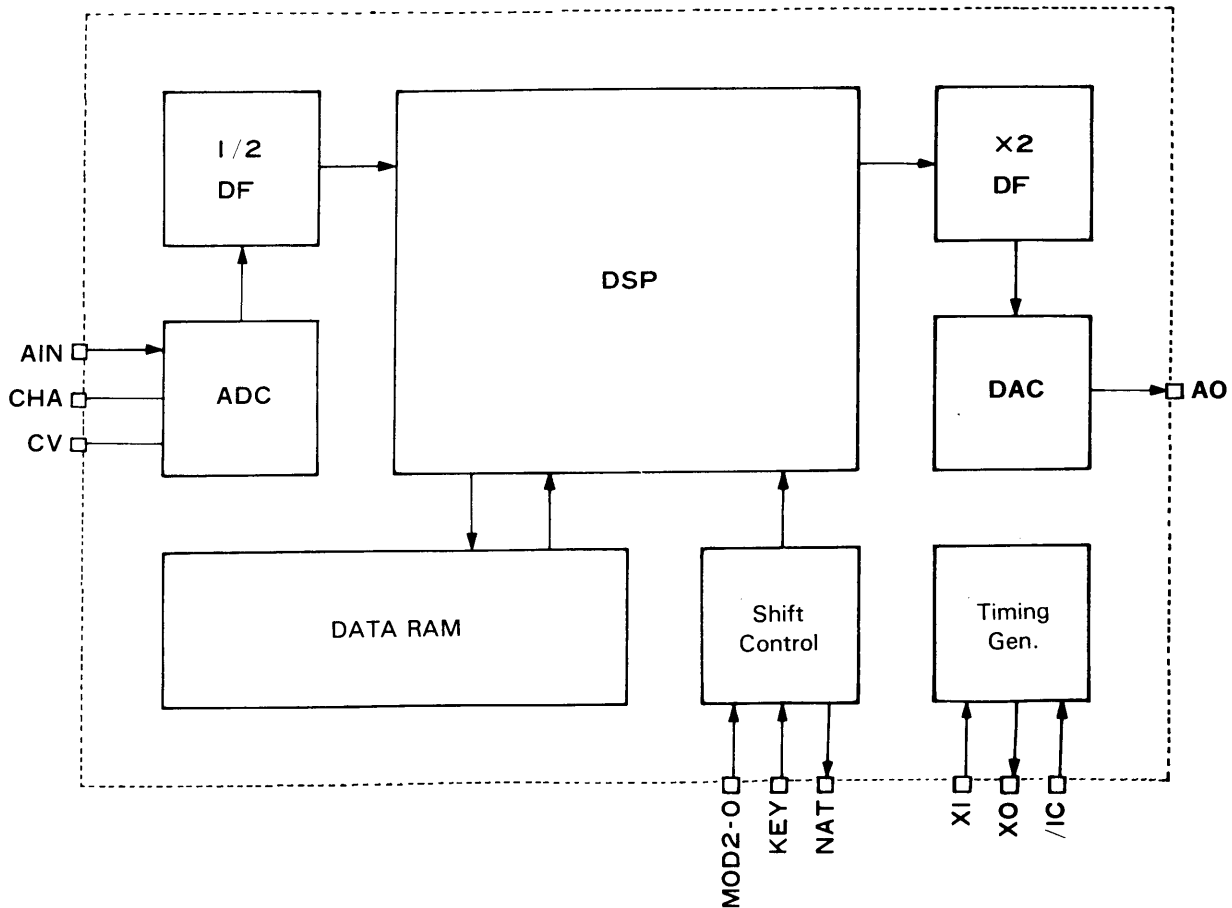 1/2
DF
DSP
×2
DF
AIN
CHA
CV
ADC
DAC
AO
DATA RAM
Shift
Control
Timing
Gen.
MOD2-0
KEY
NAT
XI
XO
/IC